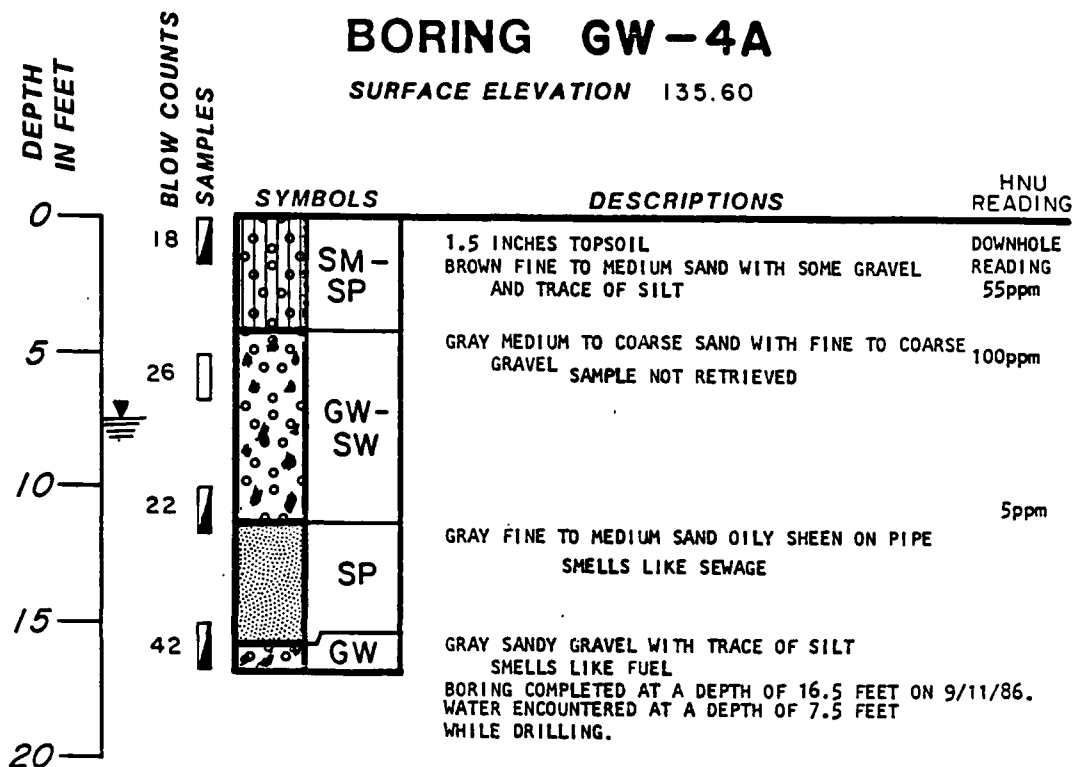 BORING GW-4A
SURFACE ELEVATION 135.60
DEPTH
IN FEET
BLOW COUNTS
SAMPLES
SYMBOLS
DESCRIPTIONS
HNU
READING
0
18
SM-
SP
1.5 INCHES TOPSOIL
BROWN FINE TO MEDIUM SAND WITH SOME GRAVEL
AND TRACE OF SILT
DOWNHOLE
READING
55ppm
5
26
GW-
SW
GRAY MEDIUM TO COARSE SAND WITH FINE TO COARSE
GRAVEL SAMPLE NOT RETRIEVED
100ppm
10
22
5ppm
SP
GRAY FINE TO MEDIUM SAND OILY SHEEN ON PIPE
SMELLS LIKE SEWAGE
15
42
GW
GRAY SANDY GRAVEL WITH TRACE OF SILT
SMELLS LIKE FUEL
BORING COMPLETED AT A DEPTH OF 16.5 FEET ON 9/11/86.
WATER ENCOUNTERED AT A DEPTH OF 7.5 FEET
WHILE DRILLING.
20